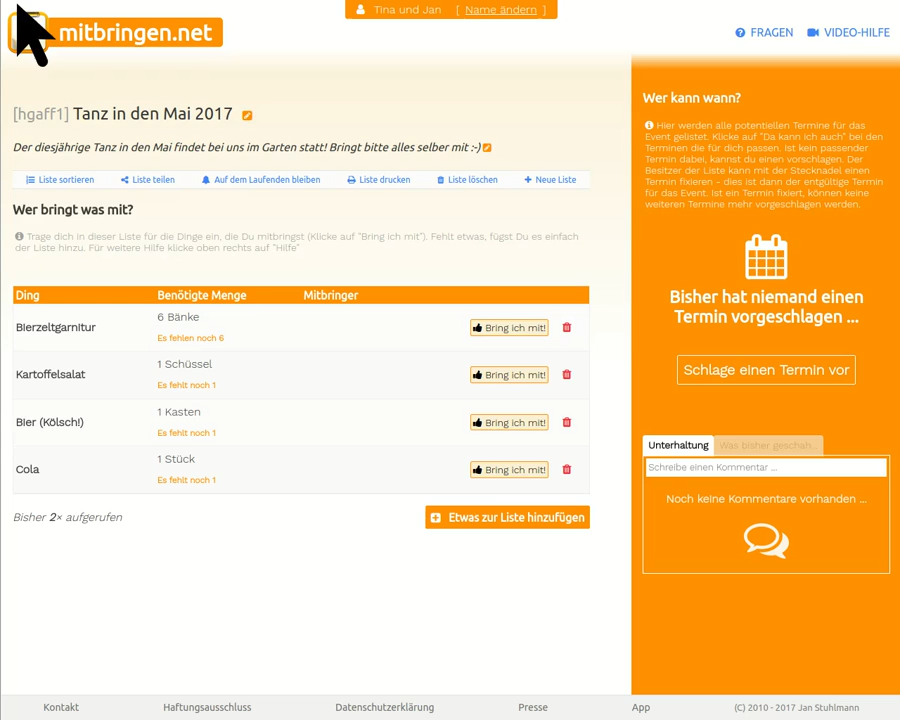 Tina und Jan [ Name ändern ]
mitbringen.net
FRAGEN VIDEO-HILFE
[hgaff1] Tanz in den Mai 2017
Der diesjährige Tanz in den Mai findet bei uns im Garten statt! Bringt bitte alles selber mit :-)
Liste sortieren Liste teilen Auf dem Laufenden bleiben Liste drucken Liste löschen Neue Liste
Wer bringt was mit?
Trage dich in dieser Liste für die Dinge ein, die Du mitbringst (Klicke auf "Bring ich mit"). Fehlt etwas, fügst Du es einfach
der Liste hinzu. Für weitere Hilfe klicke oben rechts auf "Hilfe"
Ding Benötigte Menge Mitbringer
Bierzeltgarnitur 6 Bänke Bring ich mit!
Es fehlen noch 6
Kartoffelsalat 1 Schüssel Bring ich mit!
Es fehlt noch 1
Bier (Kölsch!) 1 Kasten Bring ich mit!
Es fehlt noch 1
Cola 1 Stück Bring ich mit!
Es fehlt noch 1
Bisher 2× aufgerufen Etwas zur Liste hinzufügen
Wer kann wann?
Hier werden alle potentiellen Termine für das
Event gelistet. Klicke auf "Da kann ich auch" bei den
Terminen die für dich passen. Ist kein passender
Termin dabei, kannst du einen vorschlagen. Der
Besitzer der Liste kann mit der Stecknadel einen
Termin fixieren - dies ist dann der entgültige Termin
für das Event. Ist ein Termin fixiert, können keine
weiteren Termine mehr vorgeschlagen werden.
Bisher hat niemand einen
Termin vorgeschlagen ...
Schlage einen Termin vor
Unterhaltung Was bisher geschah...
Schreibe einen Kommentar ...
Noch keine Kommentare vorhanden ...
Kontakt Haftungsausschluss Datenschutzerklärung Presse App (C) 2010 - 2017 Jan Stuhlmann